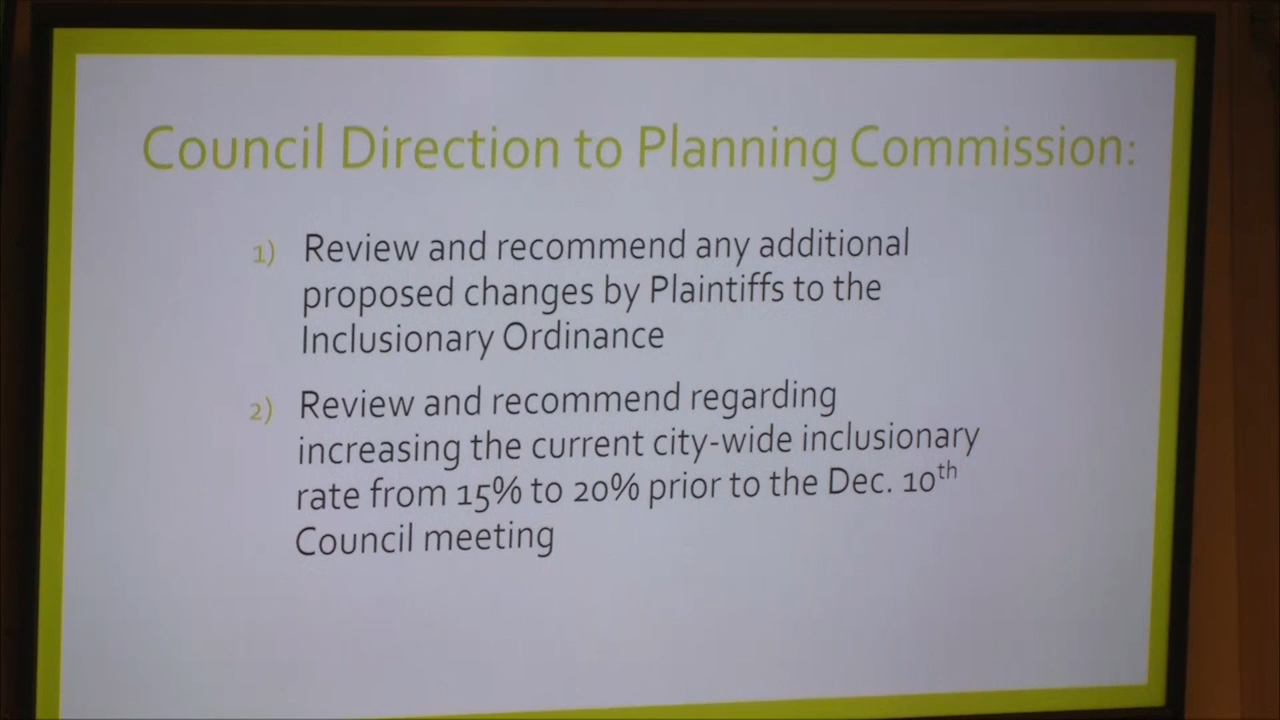 Council Direction to Planning Commission:
1) Review and recommend any additional
proposed changes by Plaintiffs to the
Inclusionary Ordinance
2) Review and recommend regarding
increasing the current city-wide inclusionary
rate from 15% to 20% prior to the Dec. 10th
Council meeting